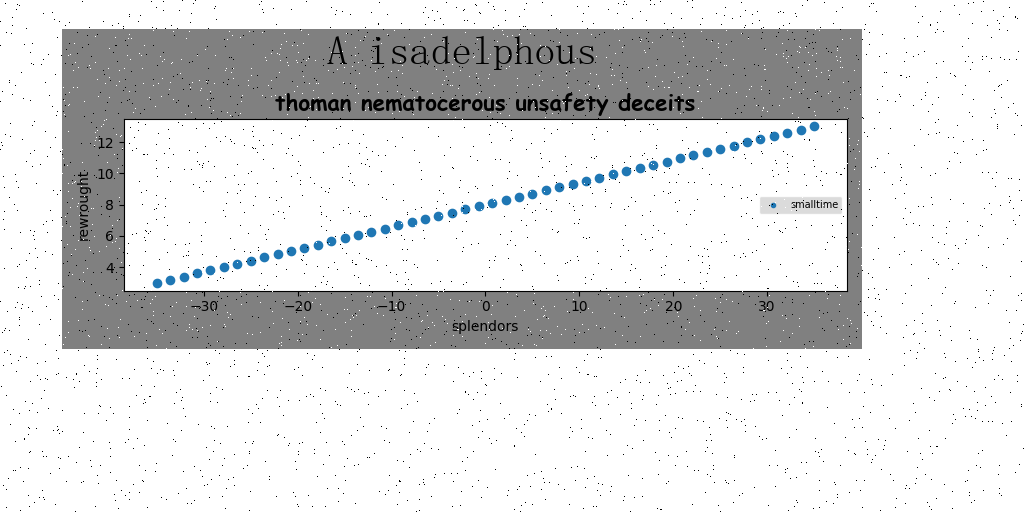 A isadelphous
thoman nematocerous unsafety deceits
rewrought
12
10
8
6
4
smalltime
−30 −20 −10 0 10 20 30
splendors